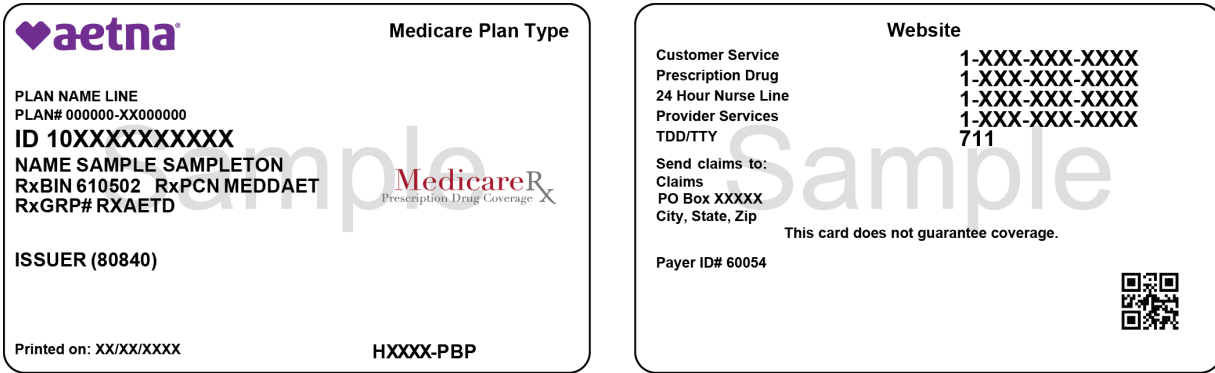 aetna®
Medicare Plan Type
PLAN NAME LINE
PLAN# 000000-XX000000
ID 10XXXXXXXXXX
NAME SAMPLE SAMPLETON
RxBIN 610502 RxPCN MEDDAET
RxGRP# RXAETD
MedicareRx
Prescription Drug Coverage
ISSUER (80840)
Printed on: XX/XX/XXXX
HXXXX-PBP
Sample
Website
Customer Service 1-XXX-XXX-XXXX
Prescription Drug 1-XXX-XXX-XXXX
24 Hour Nurse Line 1-XXX-XXX-XXXX
Provider Services 1-XXX-XXX-XXXX
TDD/TTY 711
Send claims to:
Claims
PO Box XXXXX
City, State, Zip
This card does not guarantee coverage.
Payer ID# 60054
Sample